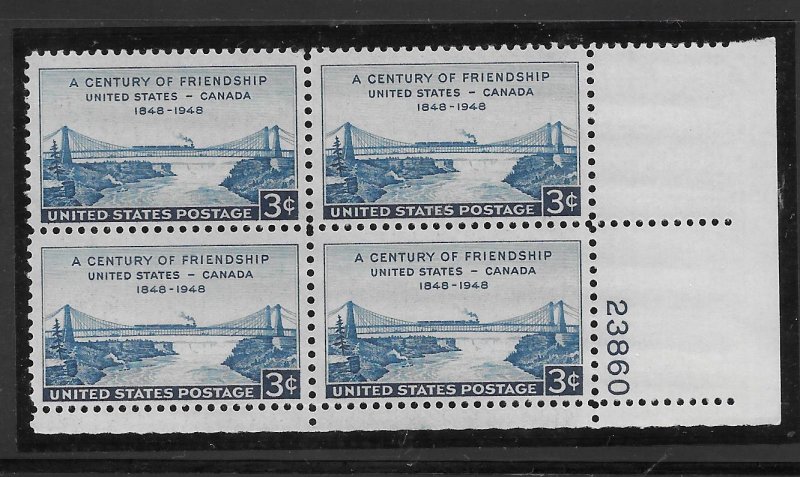 A CENTURY OF FRIENDSHIP
UNITED STATES - CANADA
1848-1948
UNITED STATES POSTAGE 3¢
A CENTURY OF FRIENDSHIP
UNITED STATES - CANADA
1848-1948
UNITED STATES POSTAGE 3¢
A CENTURY OF FRIENDSHIP
UNITED STATES - CANADA
1848-1948
UNITED STATES POSTAGE 3¢
A CENTURY OF FRIENDSHIP
UNITED STATES - CANADA
1848-1948
UNITED STATES POSTAGE 3¢
23860